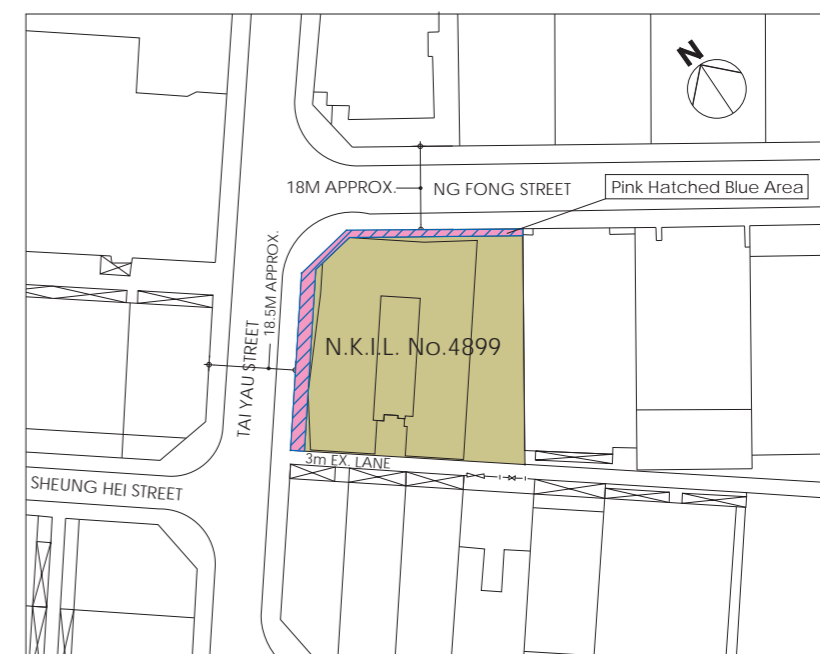 N
18M APPROX.
NG FONG STREET
Pink Hatched Blue Area
18.5M APPROX.
TAI YAU STREET
N.K.I.L. No.4899
3m EX. LANE
SHEUNG HEI STREET